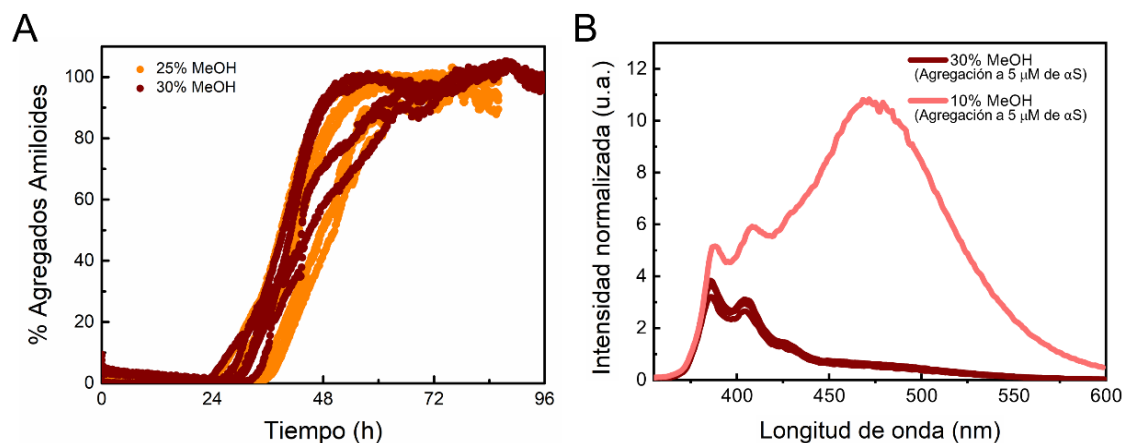 A
% Agregados Amiloides
100
80
60
40
20
0
25% MeOH
30% MeOH
0
24
48
72
96
Tiempo (h)
B
Intensidad normalizada (u.a.)
12
10
8
6
4
2
0
30% MeOH
(Agregación a 5 μM de αS)
10% MeOH
(Agregación a 5 μM de αS)
400
450
500
550
600
Longitud de onda (nm)